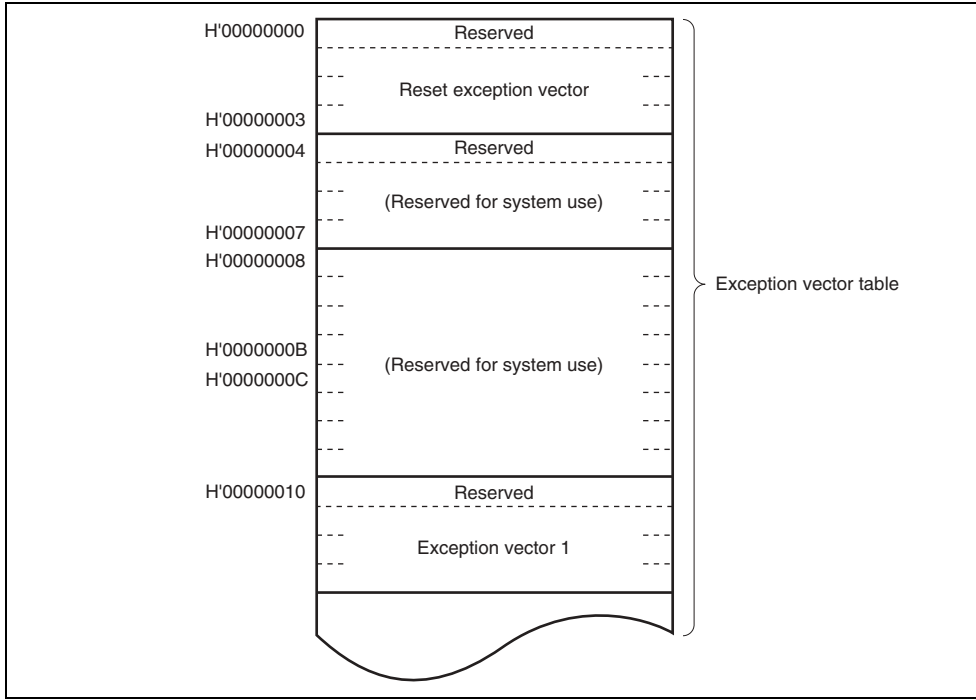 H'00000000
Reserved
Reset exception vector
H'00000003
H'00000004
Reserved
(Reserved for system use)
H'00000007
H'00000008
Exception vector table
H'0000000B
(Reserved for system use)
H'0000000C
H'00000010
Reserved
Exception vector 1